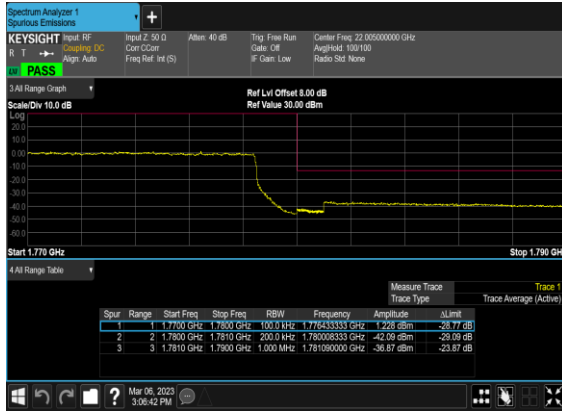 Spectrum Analyzer 1
Spurious Emissions
KEYSIGHT Input: RF Input Z: 50 Ω Atten: 40 dB Trig: Free Run Center Freq: 22.005000000 GHz
R T Coupling: DC Corr CCorr Gate: Off Avg|Hold: 100/100
Align: Auto Freq Ref: Int (S) IF Gain: Low Radio Std: None
PASS
3 All Range Graph
Ref Lvl Offset 8.00 dB
Scale/Div 10.0 dB Ref Value 30.00 dBm
Log
20.0
10.0
0.00
-10.0
-20.0
-30.0
-40.0
-50.0
-60.0
Start 1.770 GHz Stop 1.790 GH
4 All Range Table
Measure Trace Trace 1
Trace Type Trace Average (Active)
Spur Range Start Freq Stop Freq RBW Frequency Amplitude ΔLimit
1 1 1.7700 GHz 1.7800 GHz 100.0 kHz 1.776433333 GHz 1.228 dBm -28.77 dB
2 2 1.7800 GHz 1.7810 GHz 200.0 kHz 1.780008333 GHz -42.09 dBm -29.09 dB
3 3 1.7810 GHz 1.7900 GHz 1.000 MHz 1.781090000 GHz -36.87 dBm -23.87 dB
? Mar 06, 2023
3:06:42 PM